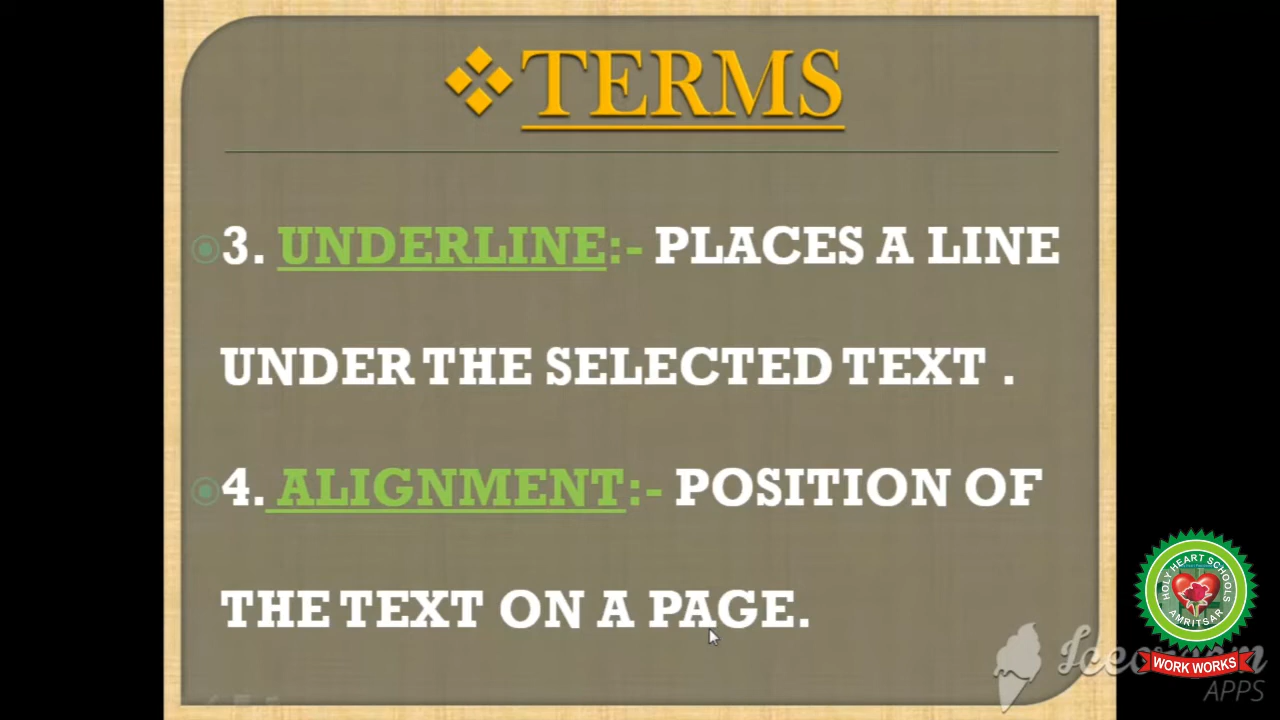 ❖TERMS
3. UNDERLINE:- PLACES A LINE
UNDER THE SELECTED TEXT .
4. ALIGNMENT:- POSITION OF
THE TEXT ON A PAGE.
HOLY HEART SCHOOLS
AMRITSAR
WORK WORKS
APPS